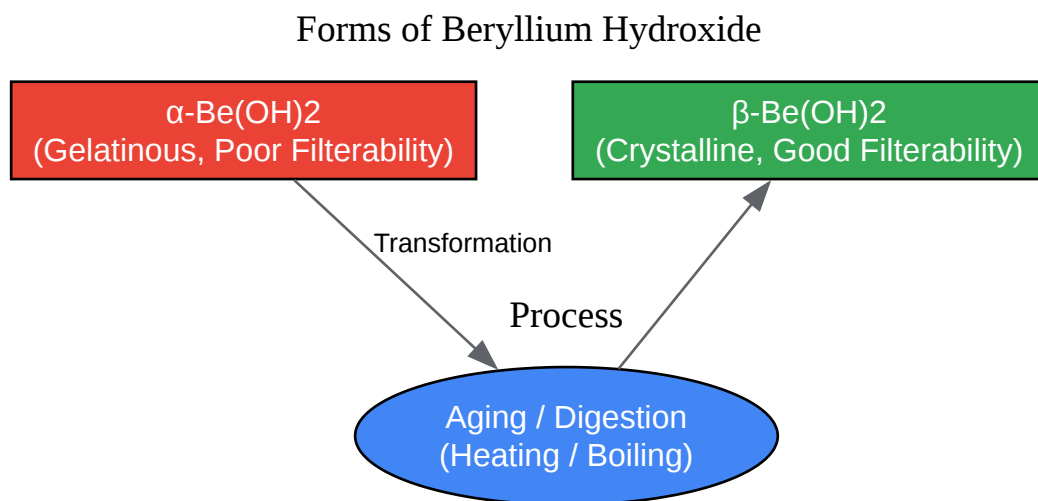 Forms of Beryllium Hydroxide
α-Be(OH)2
(Gelatinous, Poor Filterability)
β-Be(OH)2
(Crystalline, Good Filterability)
Transformation
Process
Aging / Digestion
(Heating / Boiling)